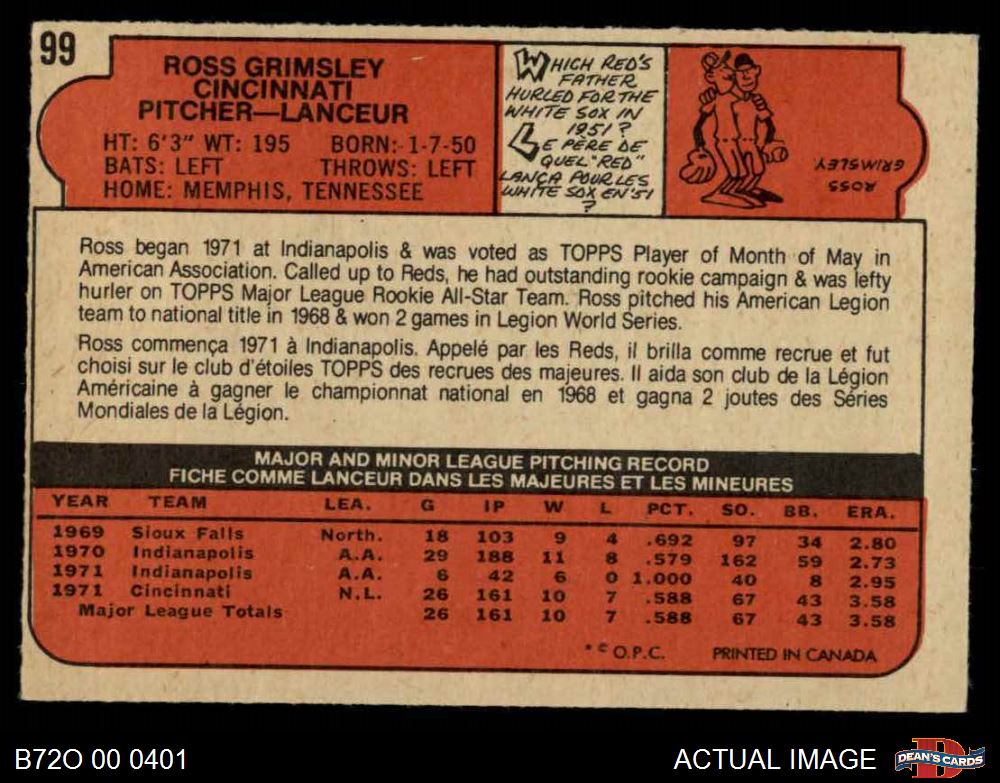 99
ROSS GRIMSLEY
CINCINNATI
PITCHER—LANCEUR
HT: 6'3" WT: 195 BORN: 1-7-50
BATS: LEFT THROWS: LEFT
HOME: MEMPHIS, TENNESSEE
WHICH RED'S
FATHER
HURLED FOR THE
WHITE SOX IN
1951?
LE PÈRE DE
QUEL "RED"
LANÇA POUR LES
WHITE SOX EN '51
?
ROSS
GRIMSLEY
Ross began 1971 at Indianapolis & was voted as TOPPS Player of Month of May in
American Association. Called up to Reds, he had outstanding rookie campaign & was lefty
hurler on TOPPS Major League Rookie All-Star Team. Ross pitched his American Legion
team to national title in 1968 & won 2 games in Legion World Series.
Ross commença 1971 à Indianapolis. Appelé par les Reds, il brilla comme recrue et fut
choisi sur le club d'étoiles TOPPS des recrues des majeures. Il aida son club de la Légion
Américaine à gagner le championnat national en 1968 et gagna 2 joutes des Séries
Mondiales de la Légion.
MAJOR AND MINOR LEAGUE PITCHING RECORD
FICHE COMME LANCEUR DANS LES MAJEURES ET LES MINEURES
YEAR TEAM LEA. G IP W L PCT. SO. BB. ERA.
1969 Sioux Falls North. 18 103 9 4 .692 97 34 2.80
1970 Indianapolis A.A. 29 188 11 8 .579 162 59 2.73
1971 Indianapolis A.A. 6 42 6 0 1.000 40 8 2.95
1971 Cincinnati N.L. 26 161 10 7 .588 67 43 3.58
Major League Totals 26 161 10 7 .588 67 43 3.58
* © O.P.C. PRINTED IN CANADA
B72O 00 0401
ACTUAL IMAGE
DEAN'S CARDS